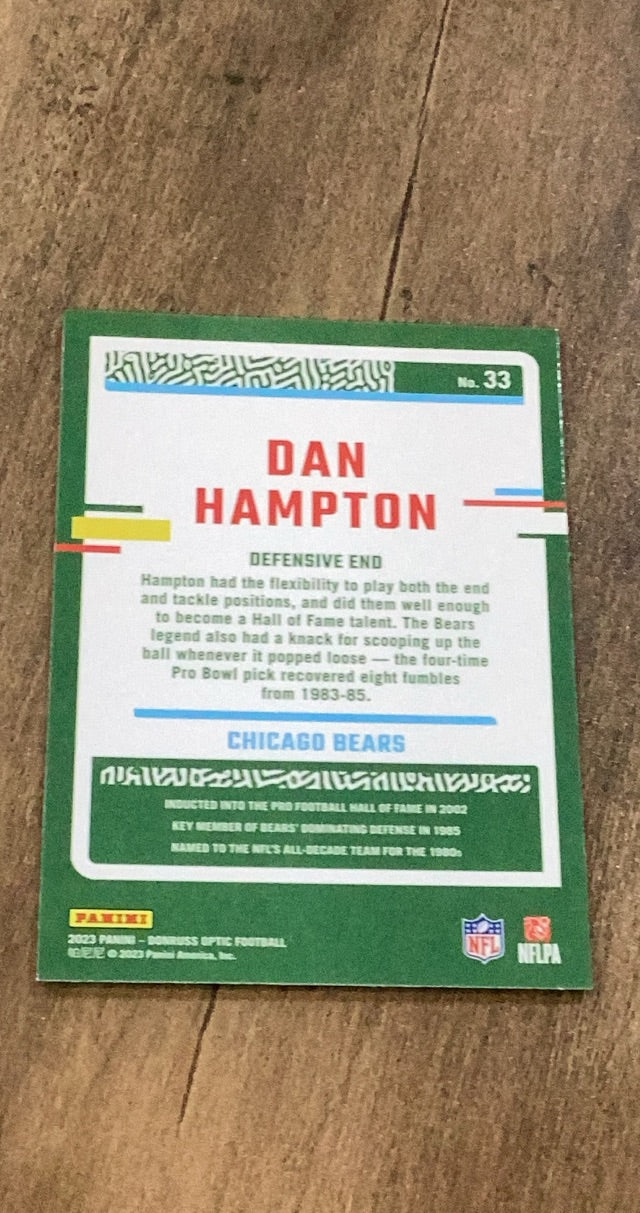 No. 33
DAN
HAMPTON
DEFENSIVE END
Hampton had the flexibility to play both the end
and tackle positions, and did them well enough
to become a Hall of Fame talent. The Bears
legend also had a knack for scooping up the
ball whenever it popped loose — the four-time
Pro Bowl pick recovered eight fumbles
from 1983-85.
CHICAGO BEARS
INDUCTED INTO THE PRO FOOTBALL HALL OF FAME IN 2002
KEY MEMBER OF BEARS' DOMINATING DEFENSE IN 1985
NAMED TO THE NFL'S ALL-DECADE TEAM FOR THE 1980s
PANINI
2023 PANINI – DONRUSS OPTIC FOOTBALL
帕尼尼 © 2023 Panini America, Inc.
NFL
NFLPA